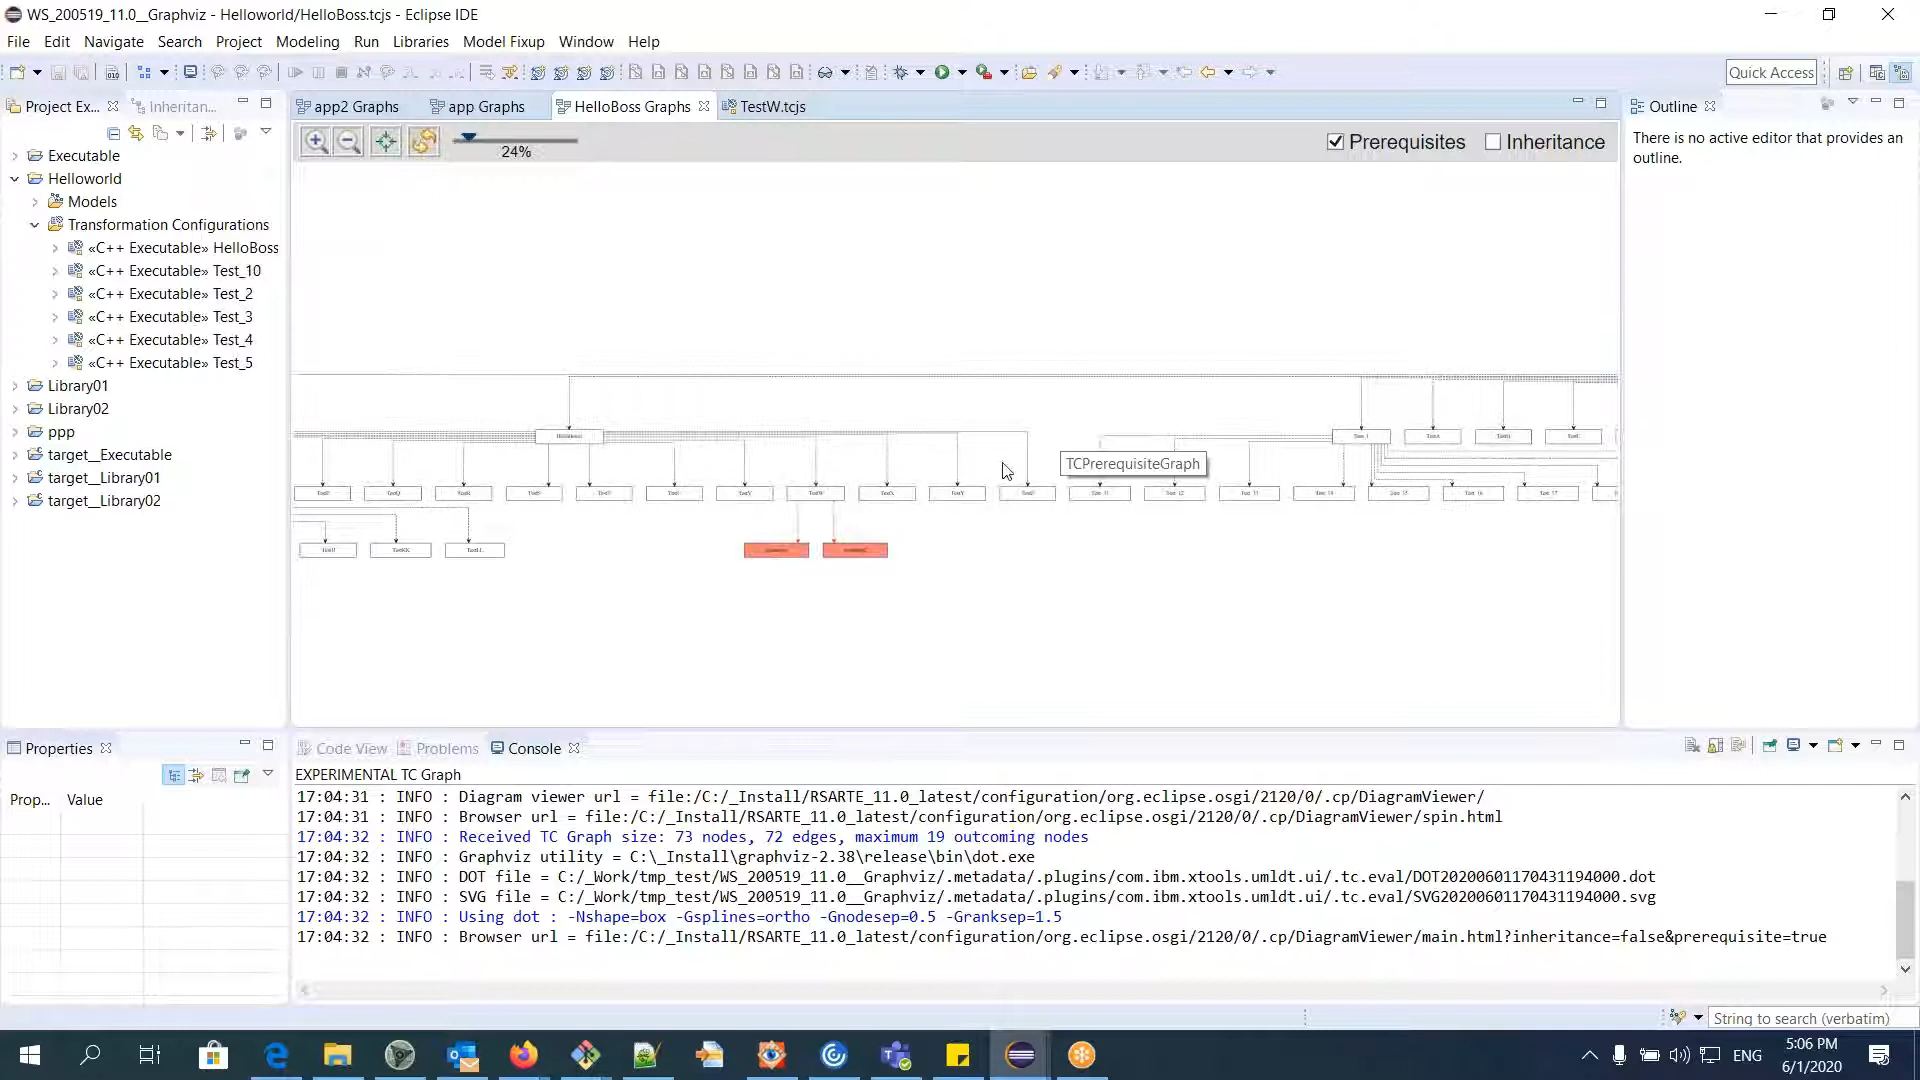 WS_200519_11.0__Graphviz - Helloworld/HelloBoss.tcjs - Eclipse IDE
File Edit Navigate Search Project Modeling Run Libraries Model Fixup Window Help
Quick Access
Project Ex... Inheritan...
app2 Graphs app Graphs HelloBoss Graphs TestW.tcjs
Outline
24%
Prerequisites Inheritance
There is no active editor that provides an
outline.
Executable
Helloworld
Models
Transformation Configurations
«C++ Executable» HelloBoss
«C++ Executable» Test_10
«C++ Executable» Test_2
«C++ Executable» Test_3
«C++ Executable» Test_4
«C++ Executable» Test_5
Library01
Library02
ppp
target__Executable
target__Library01
target__Library02
TCPrerequisiteGraph
Properties
Prop... Value
Code View Problems Console
EXPERIMENTAL TC Graph
17:04:31 : INFO : Diagram viewer url = file:/C:/_Install/RSARTE_11.0_latest/configuration/org.eclipse.osgi/2120/0/.cp/DiagramViewer/
17:04:31 : INFO : Browser url = file:/C:/_Install/RSARTE_11.0_latest/configuration/org.eclipse.osgi/2120/0/.cp/DiagramViewer/spin.html
17:04:32 : INFO : Received TC Graph size: 73 nodes, 72 edges, maximum 19 outcoming nodes
17:04:32 : INFO : Graphviz utility = C:\_Install\graphviz-2.38\release\bin\dot.exe
17:04:32 : INFO : DOT file = C:/_Work/tmp_test/WS_200519_11.0__Graphviz/.metadata/.plugins/com.ibm.xtools.umldt.ui/.tc.eval/DOT20200601170431194000.dot
17:04:32 : INFO : SVG file = C:/_Work/tmp_test/WS_200519_11.0__Graphviz/.metadata/.plugins/com.ibm.xtools.umldt.ui/.tc.eval/SVG20200601170431194000.svg
17:04:32 : INFO : Using dot : -Nshape=box -Gsplines=ortho -Gnodesep=0.5 -Granksep=1.5
17:04:32 : INFO : Browser url = file:/C:/_Install/RSARTE_11.0_latest/configuration/org.eclipse.osgi/2120/0/.cp/DiagramViewer/main.html?inheritance=false&prerequisite=true
String to search (verbatim)
ENG
5:06 PM
6/1/2020